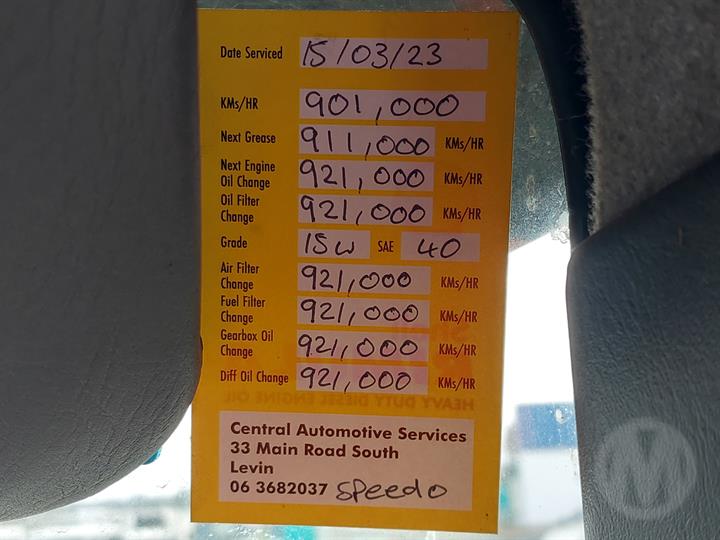 Date Serviced 15/03/23
KMs/HR 901,000
Next Grease 911,000 KMs/HR
Next Engine
Oil Change 921,000 KMs/HR
Oil Filter
Change 921,000 KMs/HR
Grade 15w SAE 40
Air Filter
Change 921,000 KMs/HR
Fuel Filter
Change 921,000 KMs/HR
Gearbox Oil
Change 921,000 KMs/HR
Diff Oil Change 921,000 KMs/HR
HEAVY DUTY DIESEL ENGINE OIL
Central Automotive Services
33 Main Road South
Levin
06 3682037 speedo
M